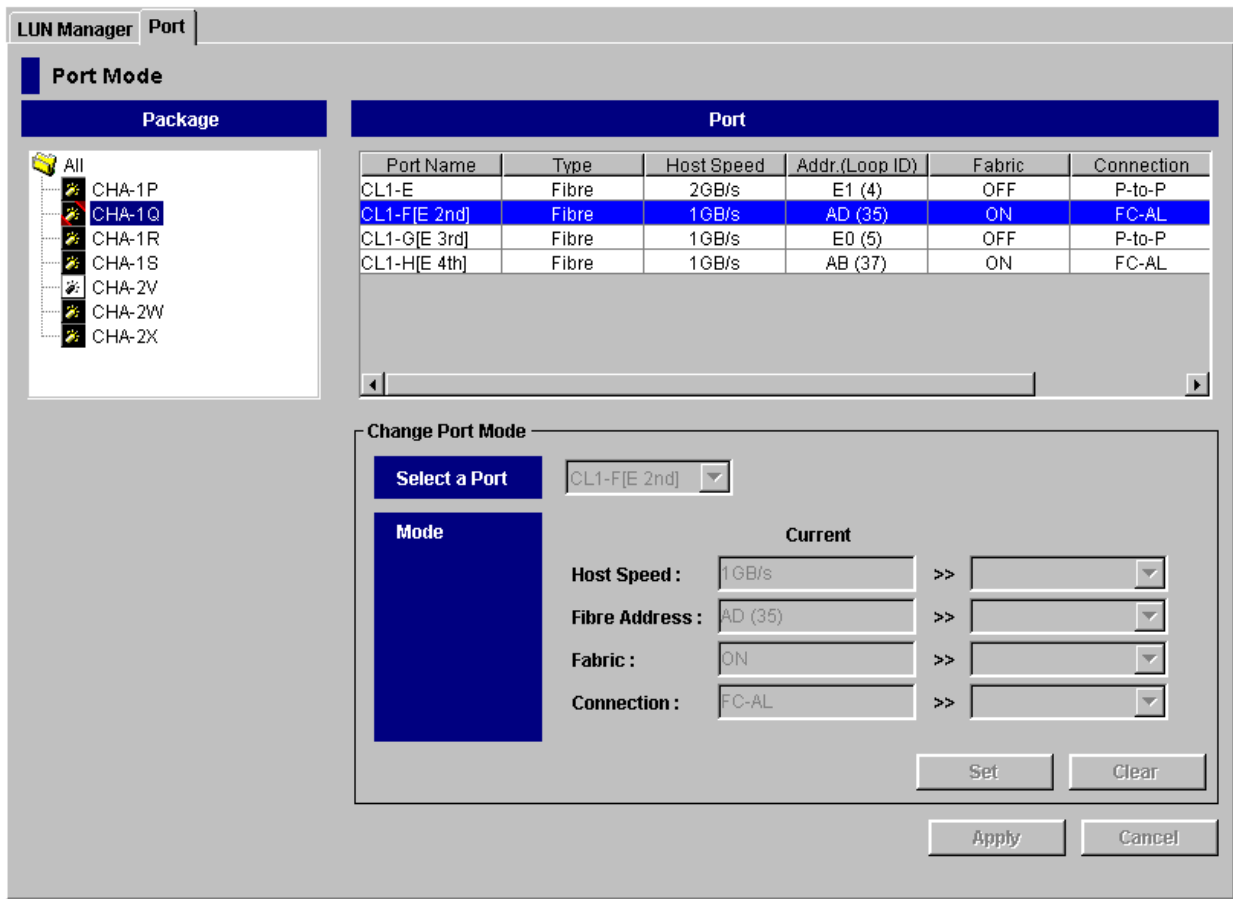 LUN Manager Port
Port Mode
Package
Port
All
CHA-1P
CHA-1Q
CHA-1R
CHA-1S
CHA-2V
CHA-2W
CHA-2X
Port Name Type Host Speed Addr.(Loop ID) Fabric Connection
CL1-E Fibre 2GB/s E1 (4) OFF P-to-P
CL1-F[E 2nd] Fibre 1GB/s AD (35) ON FC-AL
CL1-G[E 3rd] Fibre 1GB/s E0 (5) OFF P-to-P
CL1-H[E 4th] Fibre 1GB/s AB (37) ON FC-AL
Change Port Mode
Select a Port CL1-F[E 2nd]
Mode
Current
Host Speed : 1GB/s >>
Fibre Address : AD (35) >>
Fabric : ON >>
Connection : FC-AL >>
Set Clear
Apply Cancel